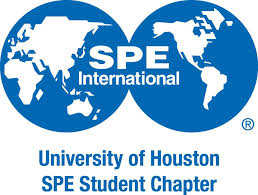 SPE
International
®
University of Houston
SPE Student Chapter